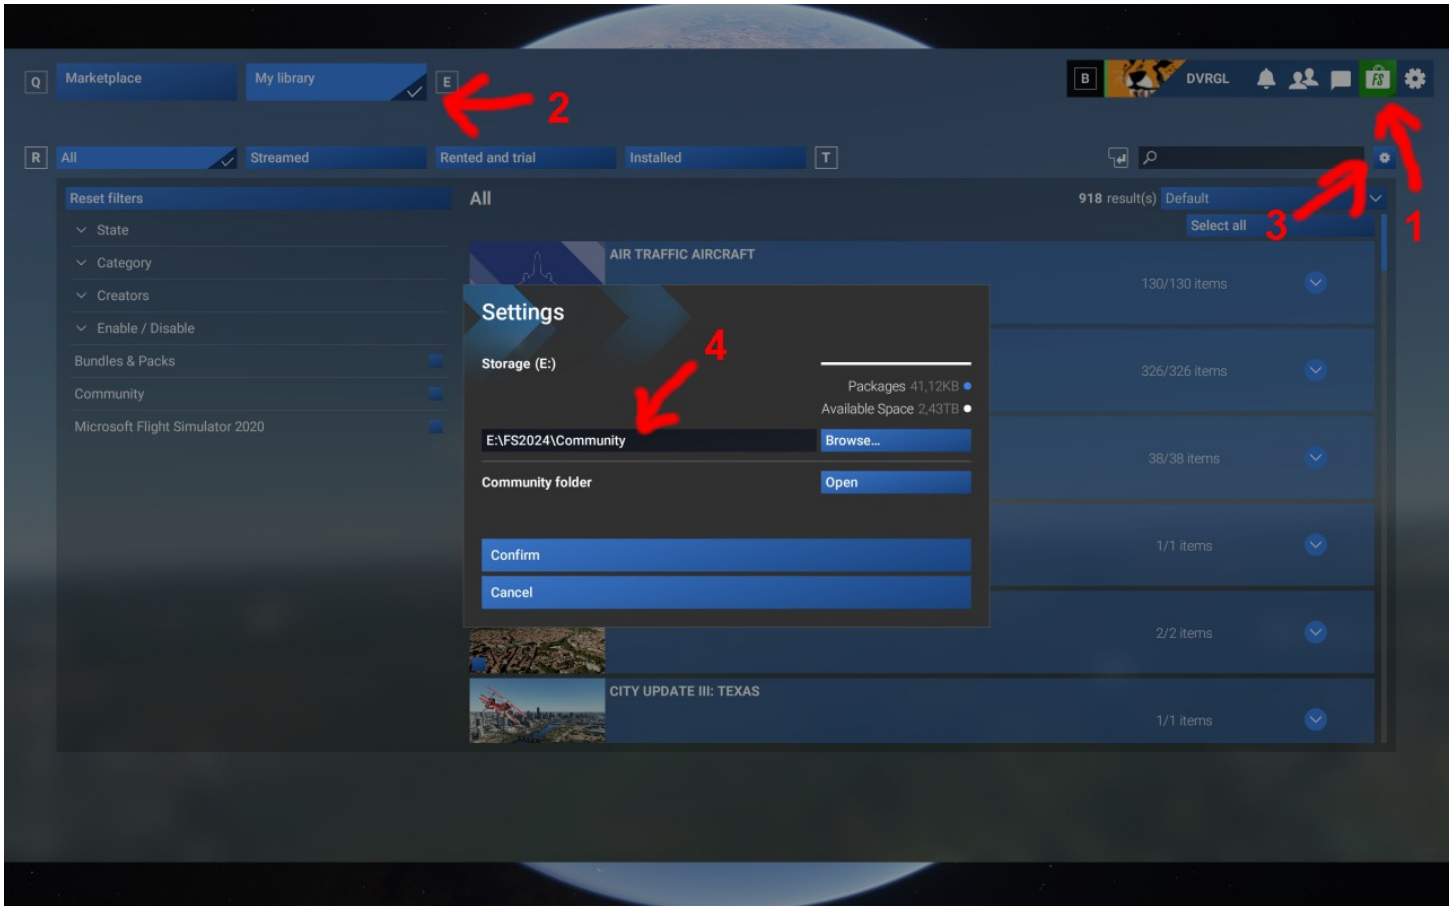 Q
Marketplace
My library
E
2
B
DVRGL
FS
R
All
Streamed
Rented and trial
Installed
T
3
1
Reset filters
State
Category
Creators
Enable / Disable
Bundles & Packs
Community
Microsoft Flight Simulator 2020
All
918 result(s)
Default
Select all
AIR TRAFFIC AIRCRAFT
130/130 items
326/326 items
38/38 items
1/1 items
2/2 items
CITY UPDATE III: TEXAS
1/1 items
Settings
4
Storage (E:)
Packages 41,12KB
Available Space 2,43TB
E:\FS2024\Community
Browse...
Community folder
Open
Confirm
Cancel